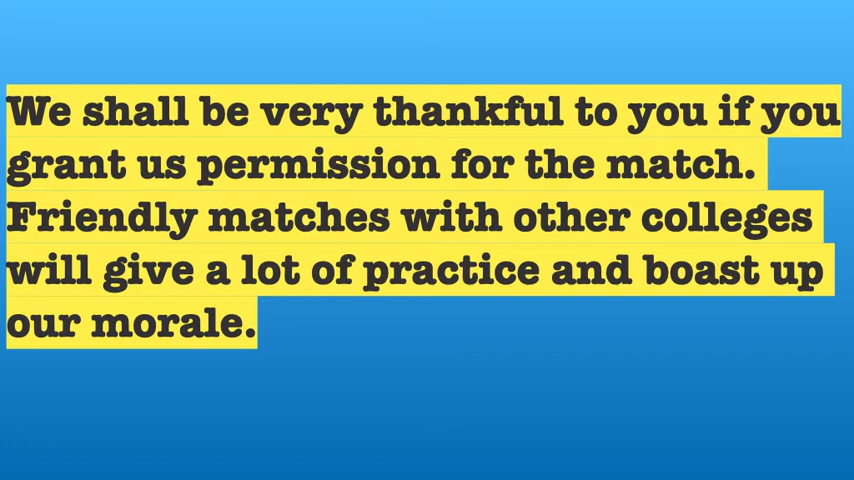 We shall be very thankful to you if you
grant us permission for the match.
Friendly matches with other colleges
will give a lot of practice and boast up
our morale.